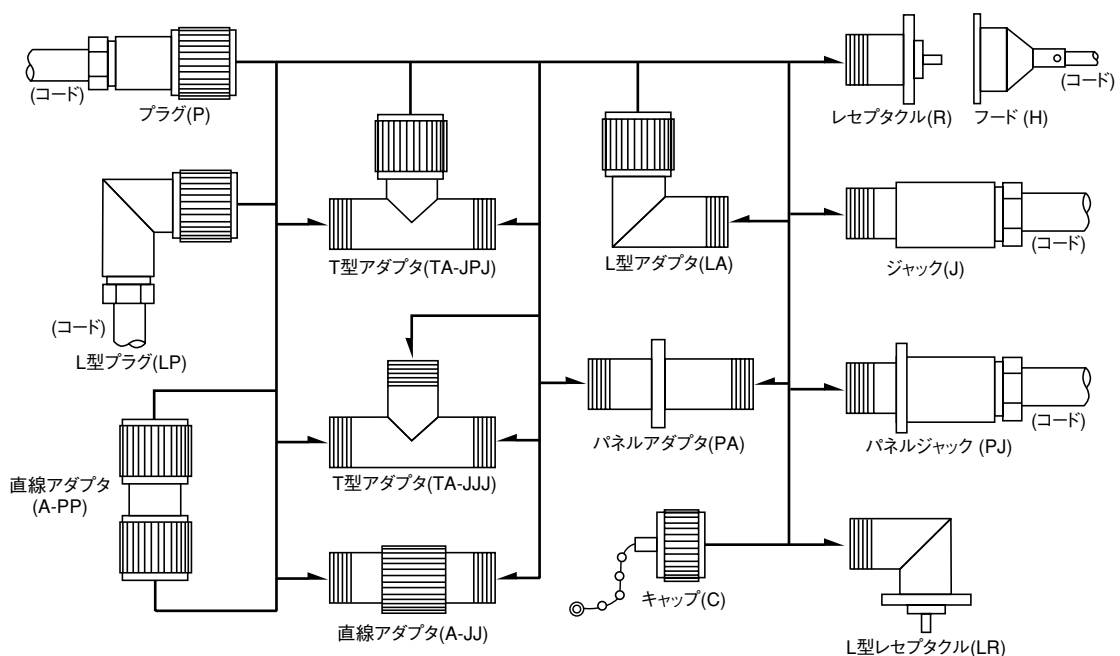 (コード)
プラグ(P)
レセプタクル(R)
フード (H)
(コード)
T型アダプタ(TA-JPJ)
L型アダプタ(LA)
(コード)
ジャック(J)
(コード)
L型プラグ(LP)
パネルアダプタ(PA)
(コード)
パネルジャック (PJ)
直線アダプタ
(A-PP)
T型アダプタ(TA-JJJ)
キャップ(C)
直線アダプタ(A-JJ)
L型レセプタクル(LR)